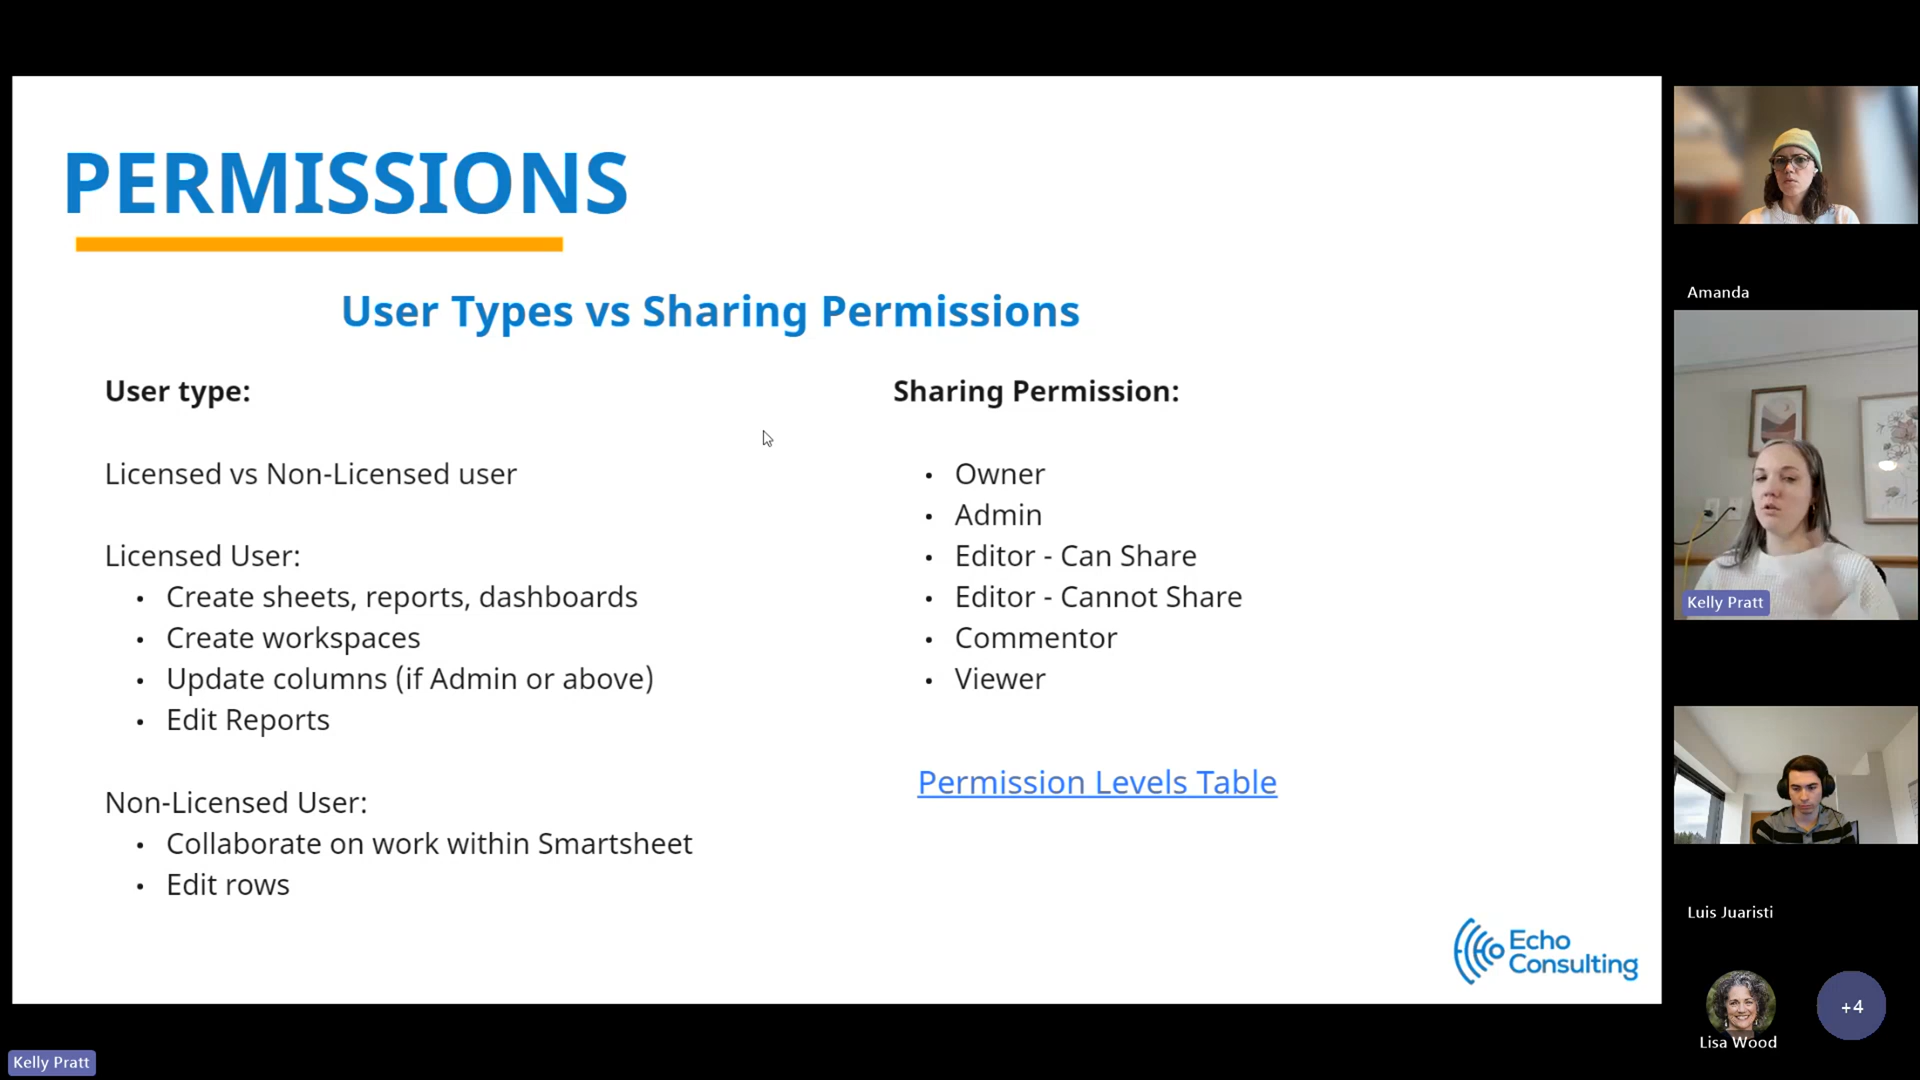 PERMISSIONS
User Types vs Sharing Permissions
User type:
Licensed vs Non-Licensed user
Licensed User:
• Create sheets, reports, dashboards
• Create workspaces
• Update columns (if Admin or above)
• Edit Reports
Non-Licensed User:
• Collaborate on work within Smartsheet
• Edit rows
Sharing Permission:
• Owner
• Admin
• Editor - Can Share
• Editor - Cannot Share
• Commentor
• Viewer
Permission Levels Table
Echo
Consulting
Amanda
Kelly Pratt
Luis Juaristi
Lisa Wood
+4
Kelly Pratt